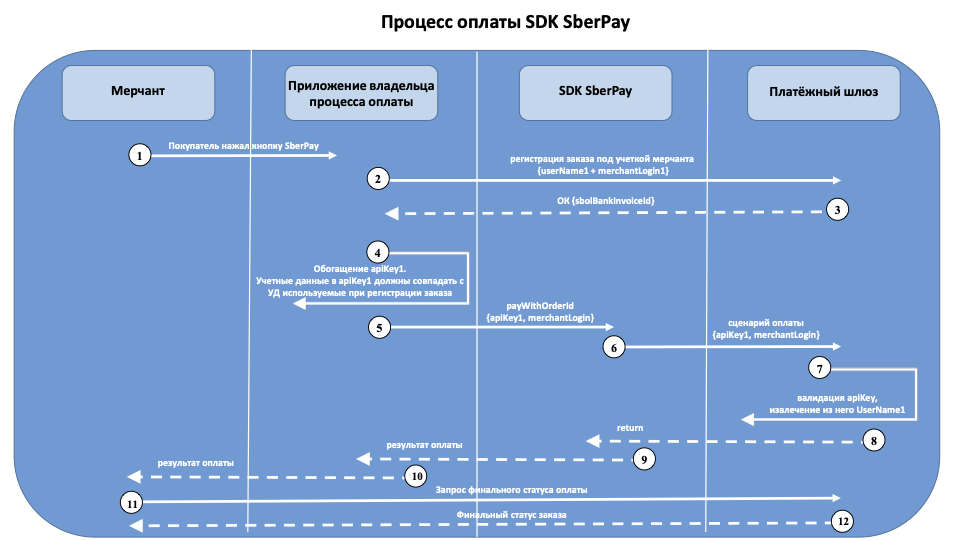 Процесс оплаты SDK SberPay
Мерчант
Приложение владельца
процесса оплаты
SDK SberPay
Платёжный шлюз
1
Покупатель нажал кнопку SberPay
2
регистрация заказа под учеткой мерчанта
{userName1 + merchantLogin1}
OK {sbolBankInvoiceId}
3
4
Обогащение apiKey1.
Учетные данные в apiKey1 должны совпадать с
УД используемые при регистрации заказа
5
payWithOrderId
{apiKey1, merchantLogin}
6
сценарий оплаты
{apiKey1, merchantLogin}
7
валидация apiKey,
извлечение из него UserName1
return
8
результат оплаты
9
результат оплаты
10
11
Запрос финального статуса оплаты
Финальный статус заказа
12